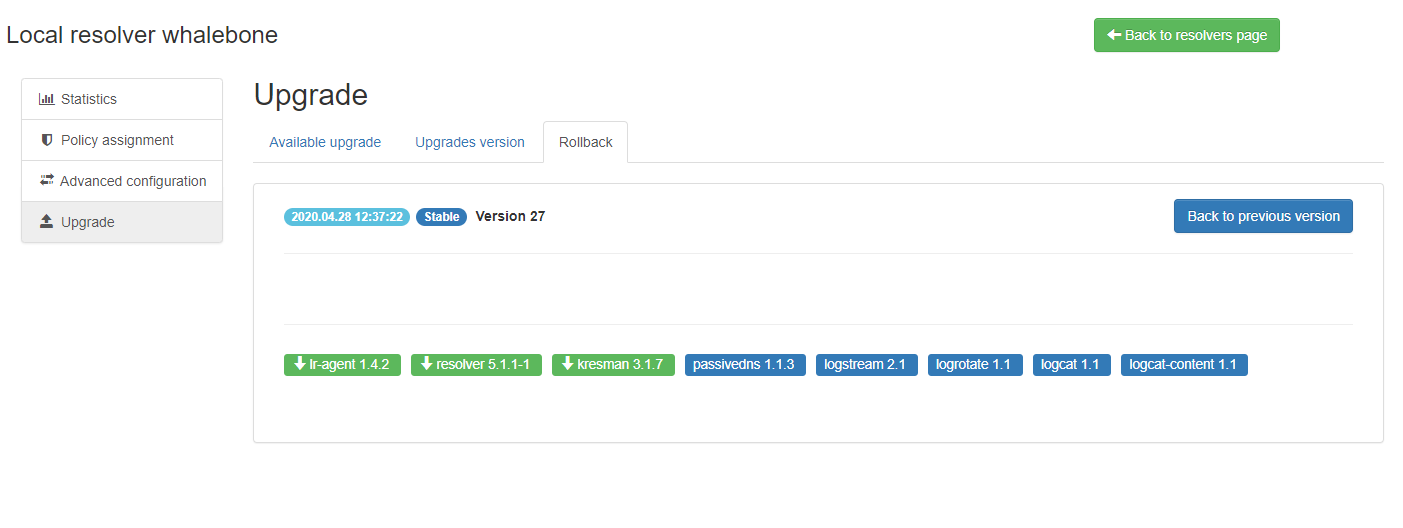 Local resolver whalebone
Back to resolvers page
Statistics
Policy assignment
Advanced configuration
Upgrade
Upgrade
Available upgrade Upgrades version Rollback
2020.04.28 12:37:22 Stable Version 27
Back to previous version
lr-agent 1.4.2 resolver 5.1.1-1 kresman 3.1.7 passivedns 1.1.3 logstream 2.1 logrotate 1.1 logcat 1.1 logcat-content 1.1